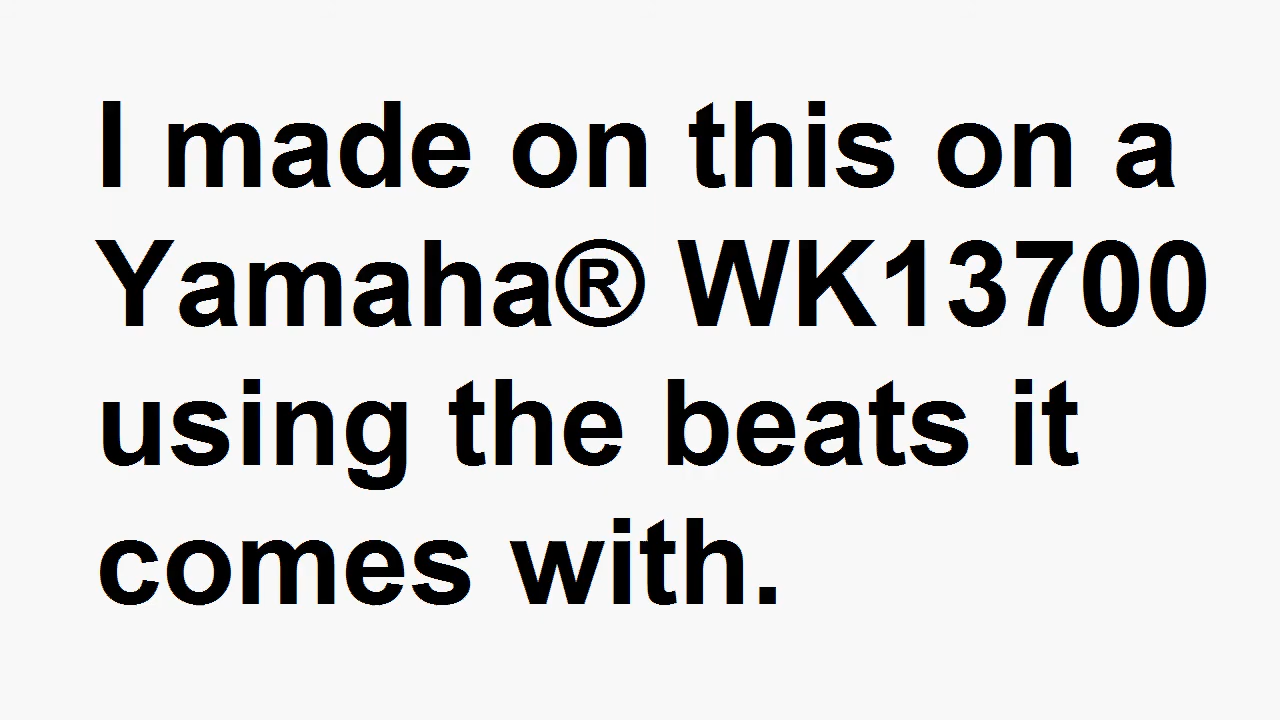 I made on this on a
Yamaha® WK13700
using the beats it
comes with.